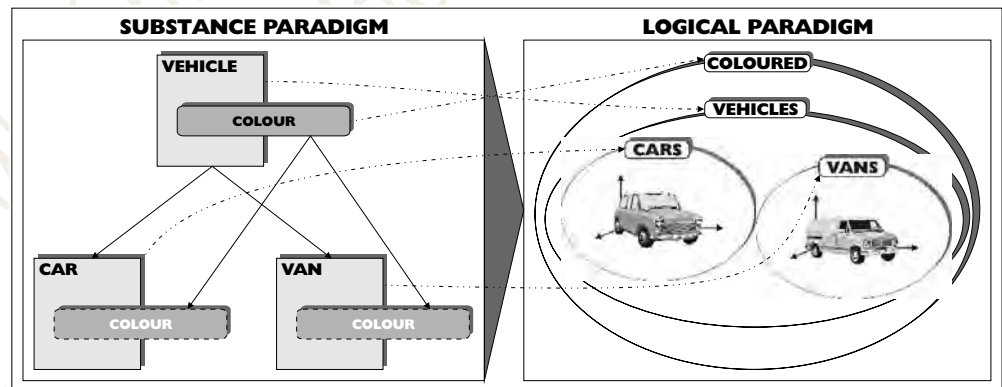 SUBSTANCE PARADIGM
VEHICLE
COLOUR
CAR
COLOUR
VAN
COLOUR
LOGICAL PARADIGM
COLOURED
VEHICLES
CARS
VANS